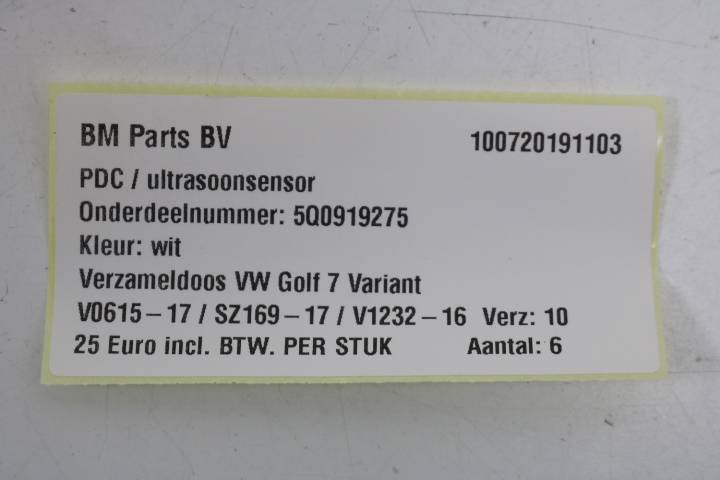 BM Parts BV 100720191103
PDC / ultrasoonsensor
Onderdeelnummer: 5Q0919275
Kleur: wit
Verzameldoos VW Golf 7 Variant
V0615-17 / SZ169-17 / V1232-16 Verz: 10
25 Euro incl. BTW. PER STUK Aantal: 6